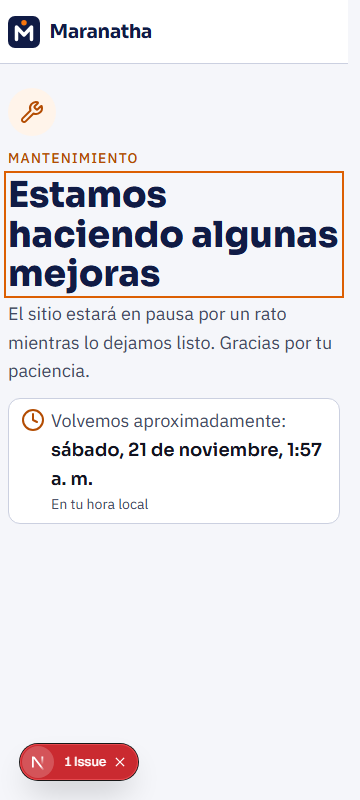 Maranatha
MANTENIMIENTO
Estamos
haciendo algunas
mejoras
El sitio estará en pausa por un rato
mientras lo dejamos listo. Gracias por tu
paciencia.
Volvemos aproximadamente:
sábado, 21 de noviembre, 1:57
a. m.
En tu hora local
N 1 Issue